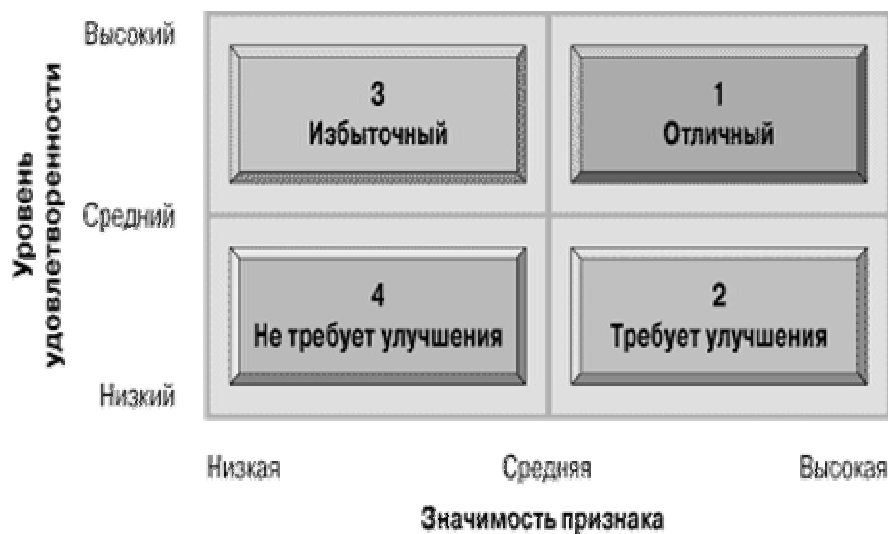 Высокий
3
Избыточный
1
Отличный
Уровень
удовлетворенности
Средний
4
Не требует улучшения
2
Требует улучшения
Низкий
Низкая
Средняя
Высокая
Значимость признака